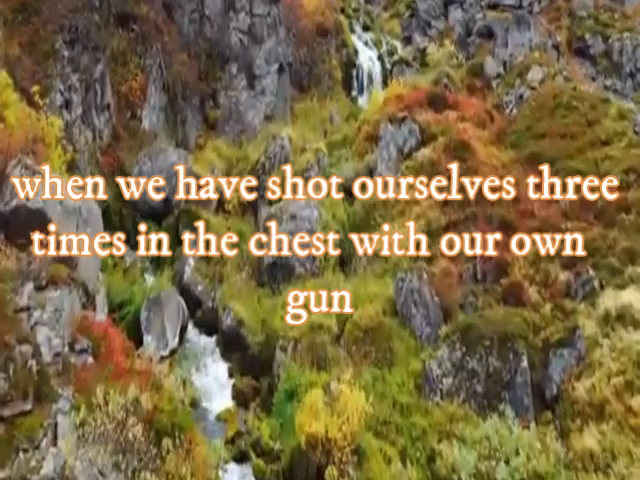 when we have shot ourselves three
times in the chest with our own
gun